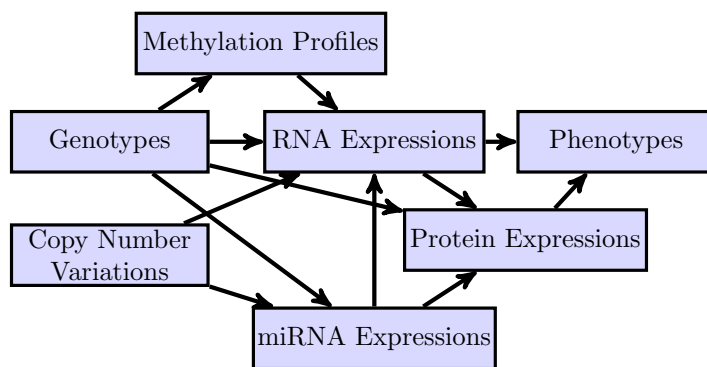 Methylation Profiles
Genotypes
RNA Expressions
Phenotypes
Copy Number
Variations
Protein Expressions
miRNA Expressions